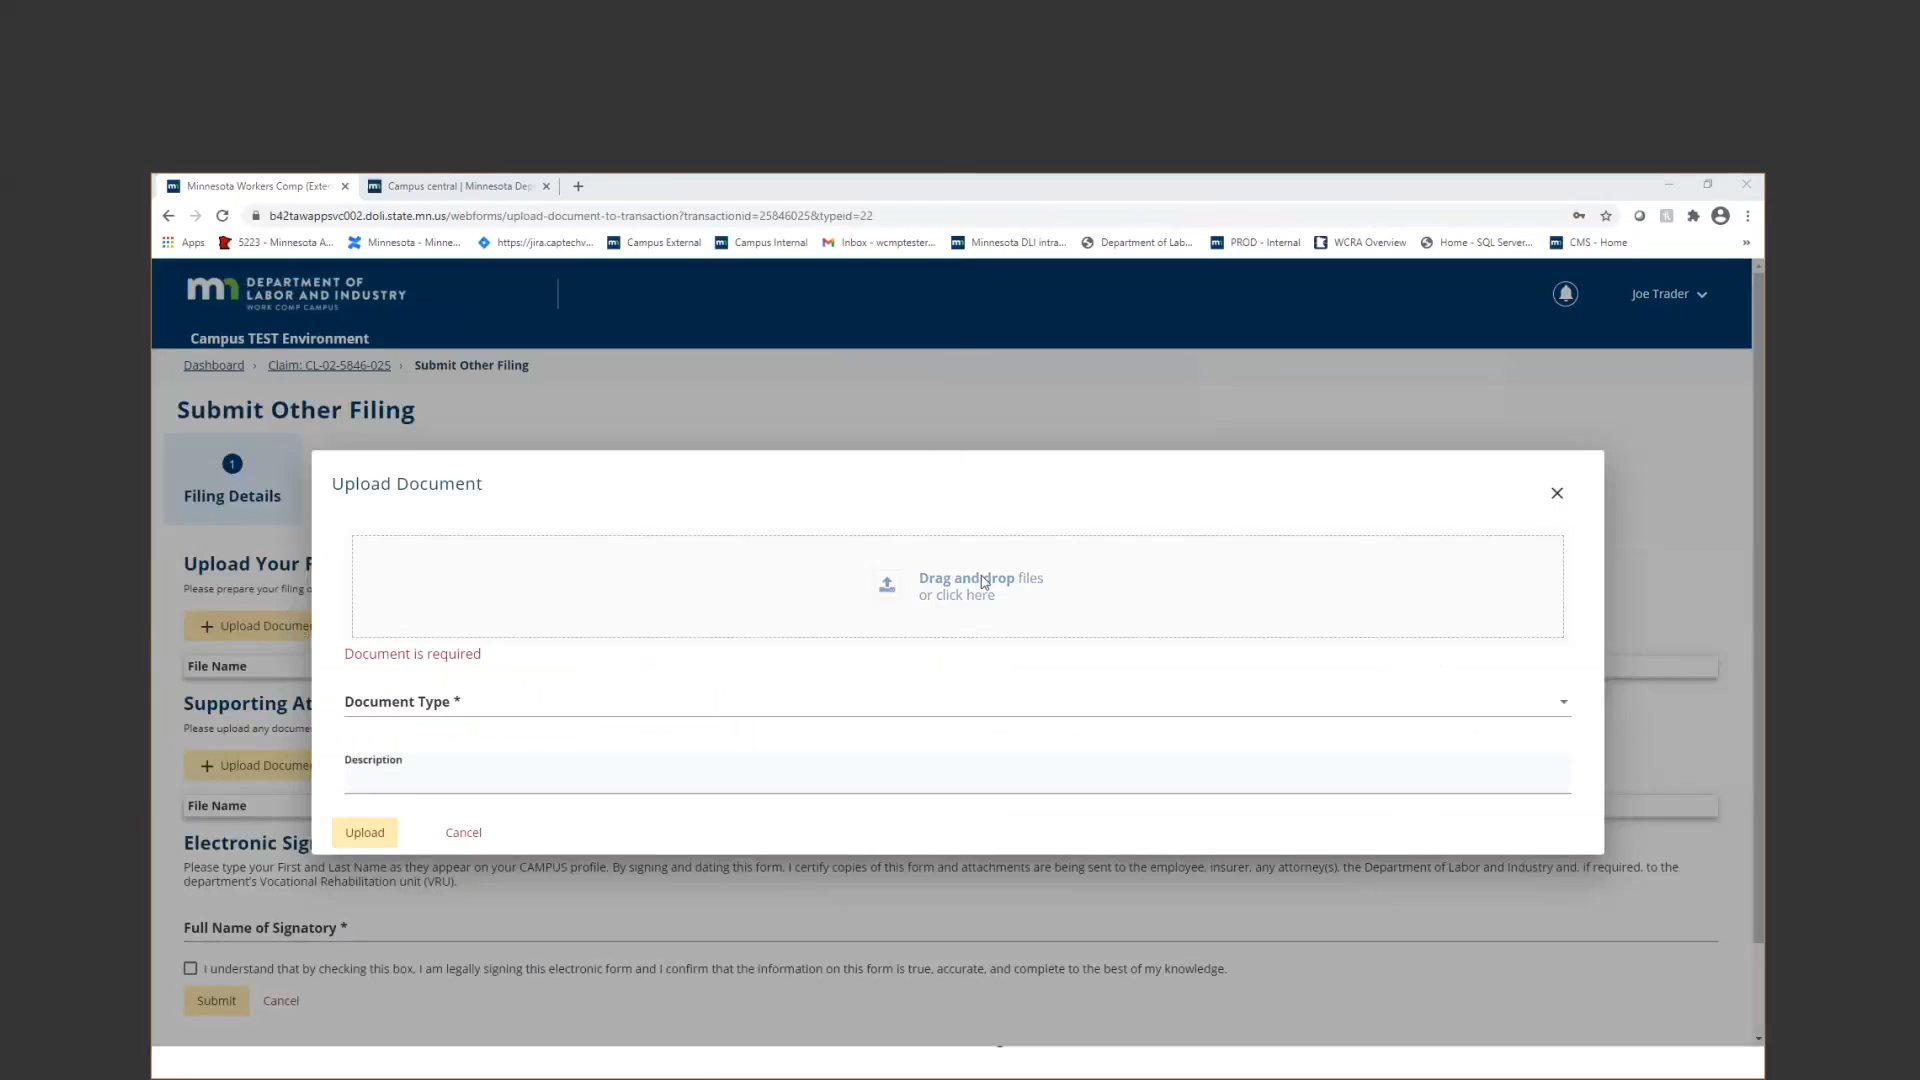 Minnesota Workers Comp (Exte
Campus central | Minnesota Dep
b42tawappsvc002.doli.state.mn.us/webforms/upload-document-to-transaction?transactionid=25846025&typeid=22
Apps
5223 - Minnesota A...
Minnesota - Minne...
https://jira.captechv...
Campus External
Campus Internal
Inbox - wcmptester...
Minnesota DLI intra...
Department of Lab...
PROD - Internal
WCRA Overview
Home - SQL Server...
CMS - Home
»
mn DEPARTMENT OF
LABOR AND INDUSTRY
WORK COMP CAMPUS
Joe Trader
Campus TEST Environment
Dashboard › Claim: CL-02-5846-025 › Submit Other Filing
Submit Other Filing
1
Filing Details
Upload Document
Upload Your F
Please prepare your filing o
Drag and drop files
or click here
+ Upload Docume
Document is required
File Name
Supporting At
Document Type *
Please upload any docume
+ Upload Docume
Description
File Name
Upload
Cancel
Electronic Sig
Please type your First and Last Name as they appear on your CAMPUS profile. By signing and dating this form, I certify copies of this form and attachments are being sent to the employee, insurer, any attorney(s), the Department of Labor and Industry and, if required, to the
department's Vocational Rehabilitation unit (VRU).
Full Name of Signatory *
I understand that by checking this box, I am legally signing this electronic form and I confirm that the information on this form is true, accurate, and complete to the best of my knowledge.
Submit
Cancel